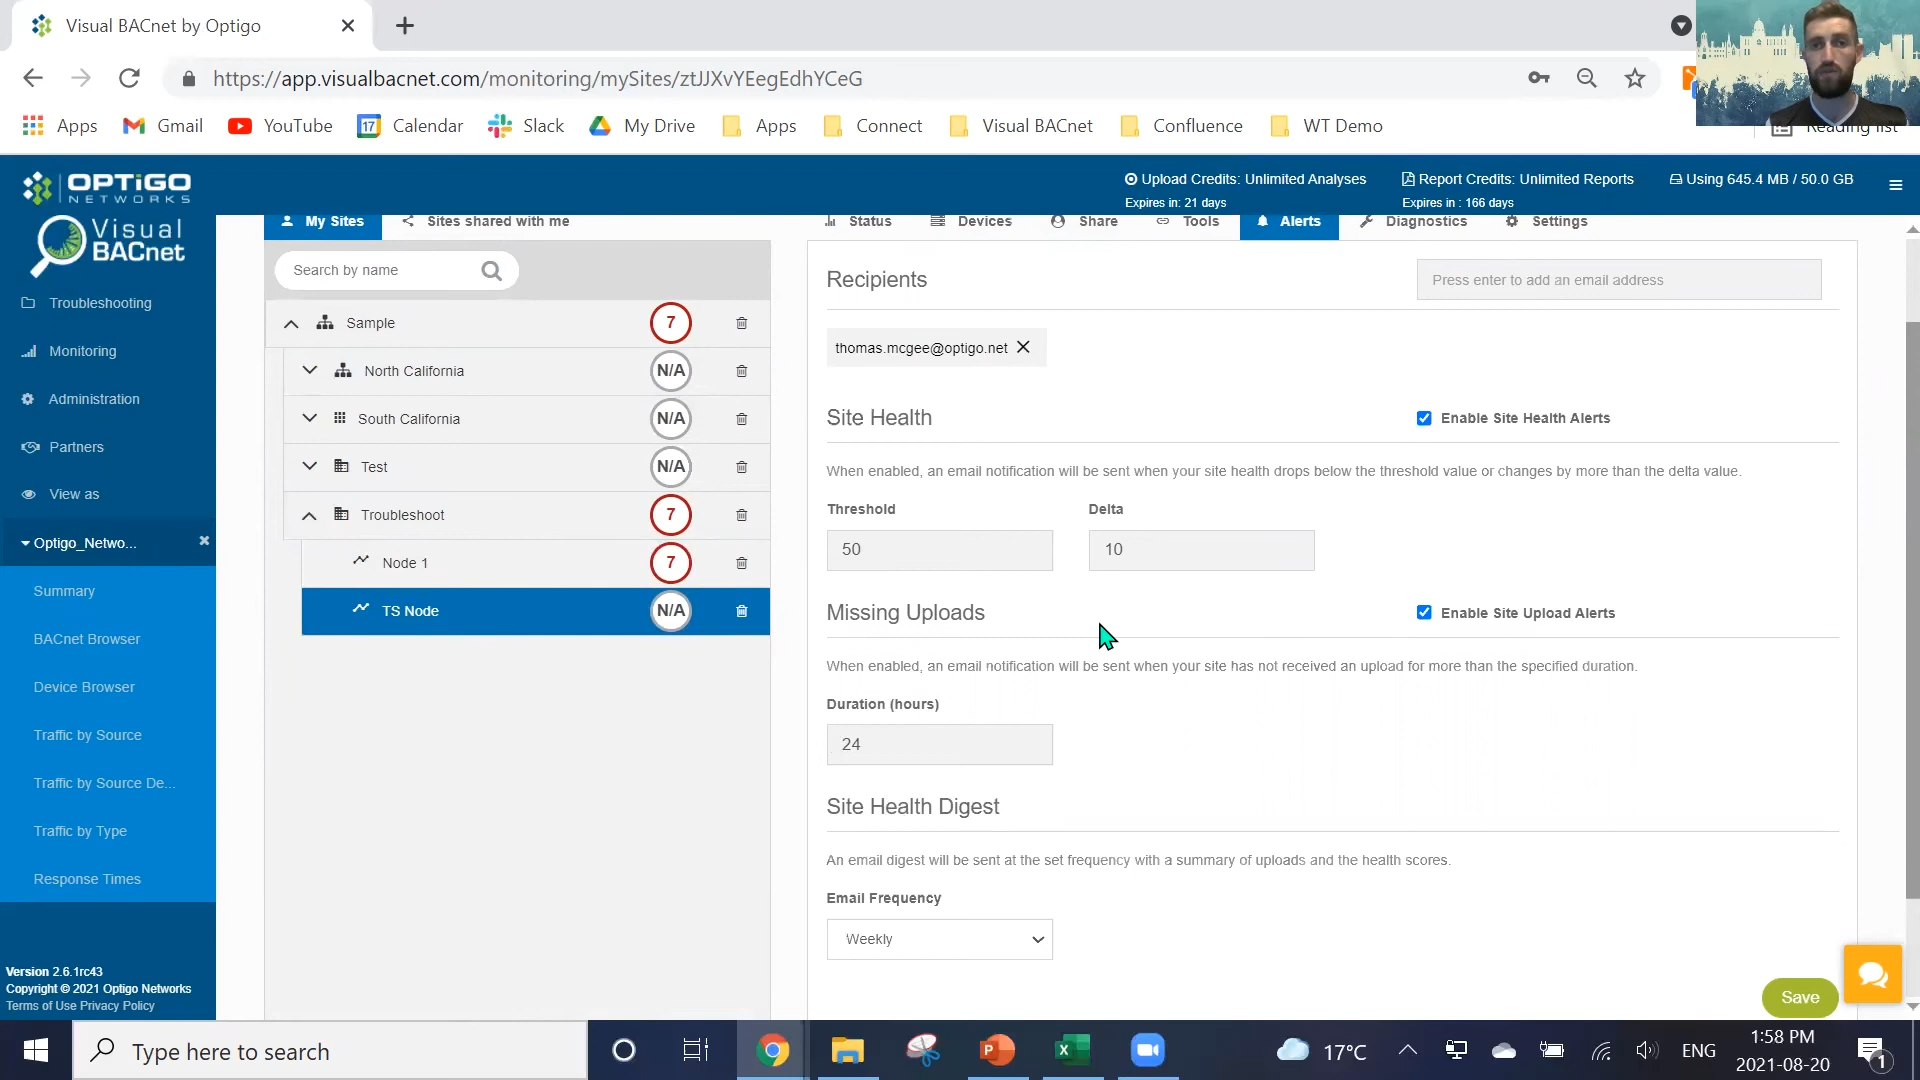 Visual BACnet by Optigo
https://app.visualbacnet.com/monitoring/mySites/ztJJXvYEegEdhYCeG
Apps
Gmail
YouTube
17
Calendar
Slack
My Drive
Apps
Connect
Visual BACnet
Confluence
WT Demo
Reading list
OPTIGO
NETWORKS
Visual
BACnet
Upload Credits: Unlimited Analyses
Expires in: 21 days
Report Credits: Unlimited Reports
Expires in : 166 days
Using 645.4 MB / 50.0 GB
Troubleshooting
Monitoring
Administration
Partners
View as
Optigo_Netwo...
Summary
BACnet Browser
Device Browser
Traffic by Source
Traffic by Source De...
Traffic by Type
Response Times
Version 2.6.1rc43
Copyright © 2021 Optigo Networks
Terms of Use Privacy Policy
My Sites
Sites shared with me
Search by name
Sample
7
North California
N/A
South California
N/A
Test
N/A
Troubleshoot
7
Node 1
7
TS Node
N/A
Status
Devices
Share
Tools
Alerts
Diagnostics
Settings
Recipients
Press enter to add an email address
thomas.mcgee@optigo.net
Site Health
Enable Site Health Alerts
When enabled, an email notification will be sent when your site health drops below the threshold value or changes by more than the delta value.
Threshold
Delta
50
10
Missing Uploads
Enable Site Upload Alerts
When enabled, an email notification will be sent when your site has not received an upload for more than the specified duration.
Duration (hours)
24
Site Health Digest
An email digest will be sent at the set frequency with a summary of uploads and the health scores.
Email Frequency
Weekly
Save
Type here to search
P
X
17°C
ENG
1:58 PM
2021-08-20
1